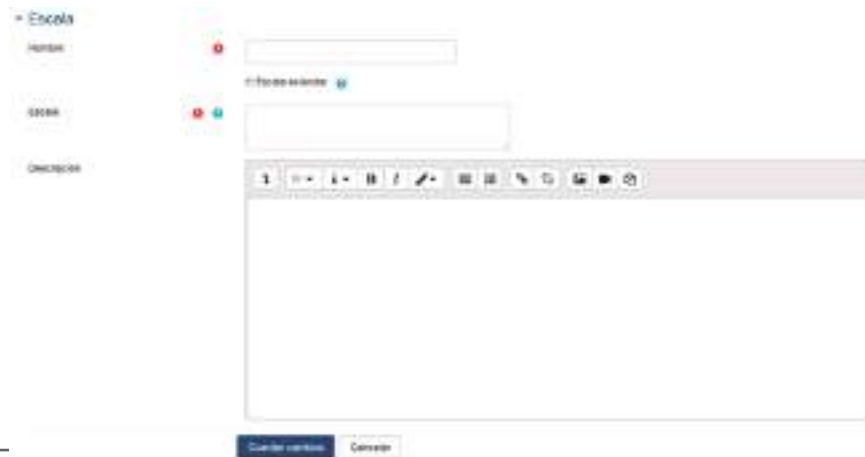 Escala
Nombre
Escala estándar
Escala
Descripción
B I
Guardar cambios
Cancelar